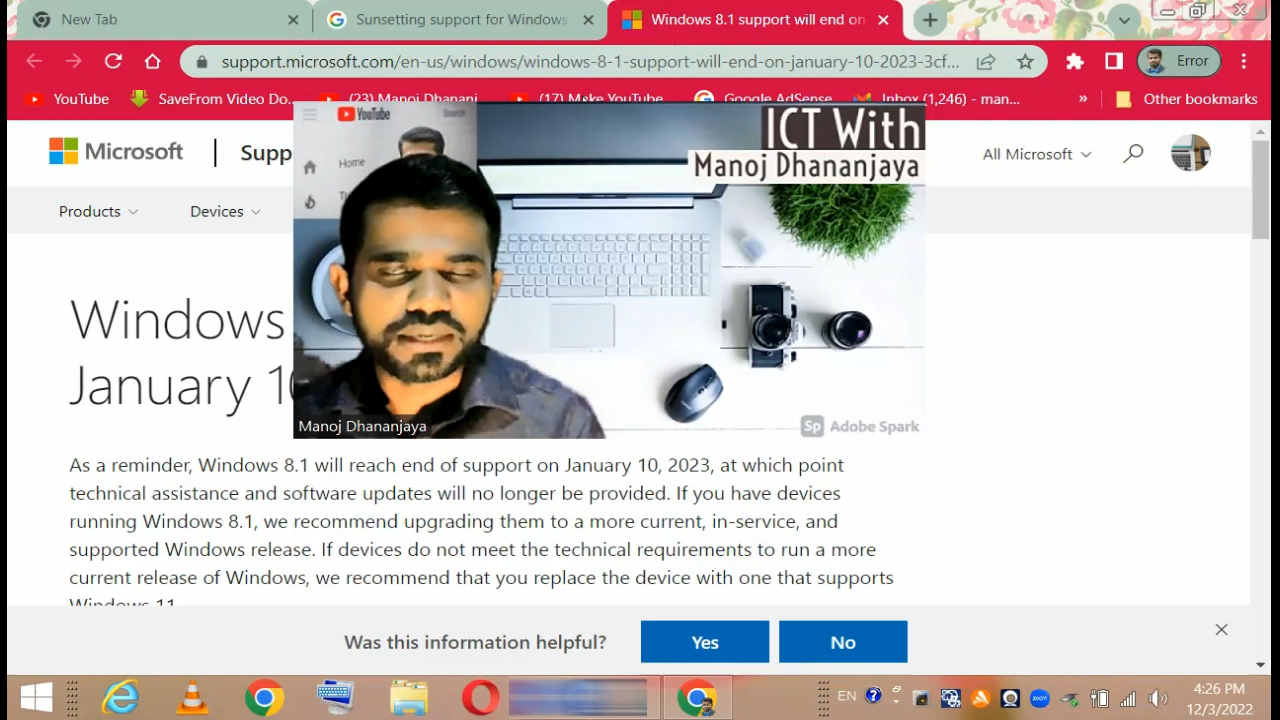 New Tab
Sunsetting support for Windows
Windows 8.1 support will end on
support.microsoft.com/en-us/windows/windows-8-1-support-will-end-on-january-10-2023-3cf...
Error
YouTube
SaveFrom Video Do...
(23) Manoj Dhanani
(17) Make YouTube
Google AdSense
Inbox (1,246) - man...
»
Other bookmarks
Microsoft
Supp
All Microsoft
Products
Devices
YouTube
Search
Home
ICT With
Manoj Dhananjaya
Manoj Dhananjaya
Sp Adobe Spark
Windows
January 10
As a reminder, Windows 8.1 will reach end of support on January 10, 2023, at which point
technical assistance and software updates will no longer be provided. If you have devices
running Windows 8.1, we recommend upgrading them to a more current, in-service, and
supported Windows release. If devices do not meet the technical requirements to run a more
current release of Windows, we recommend that you replace the device with one that supports
Windows 11
Was this information helpful?
Yes
No
EN
zoom
4:26 PM
12/3/2022